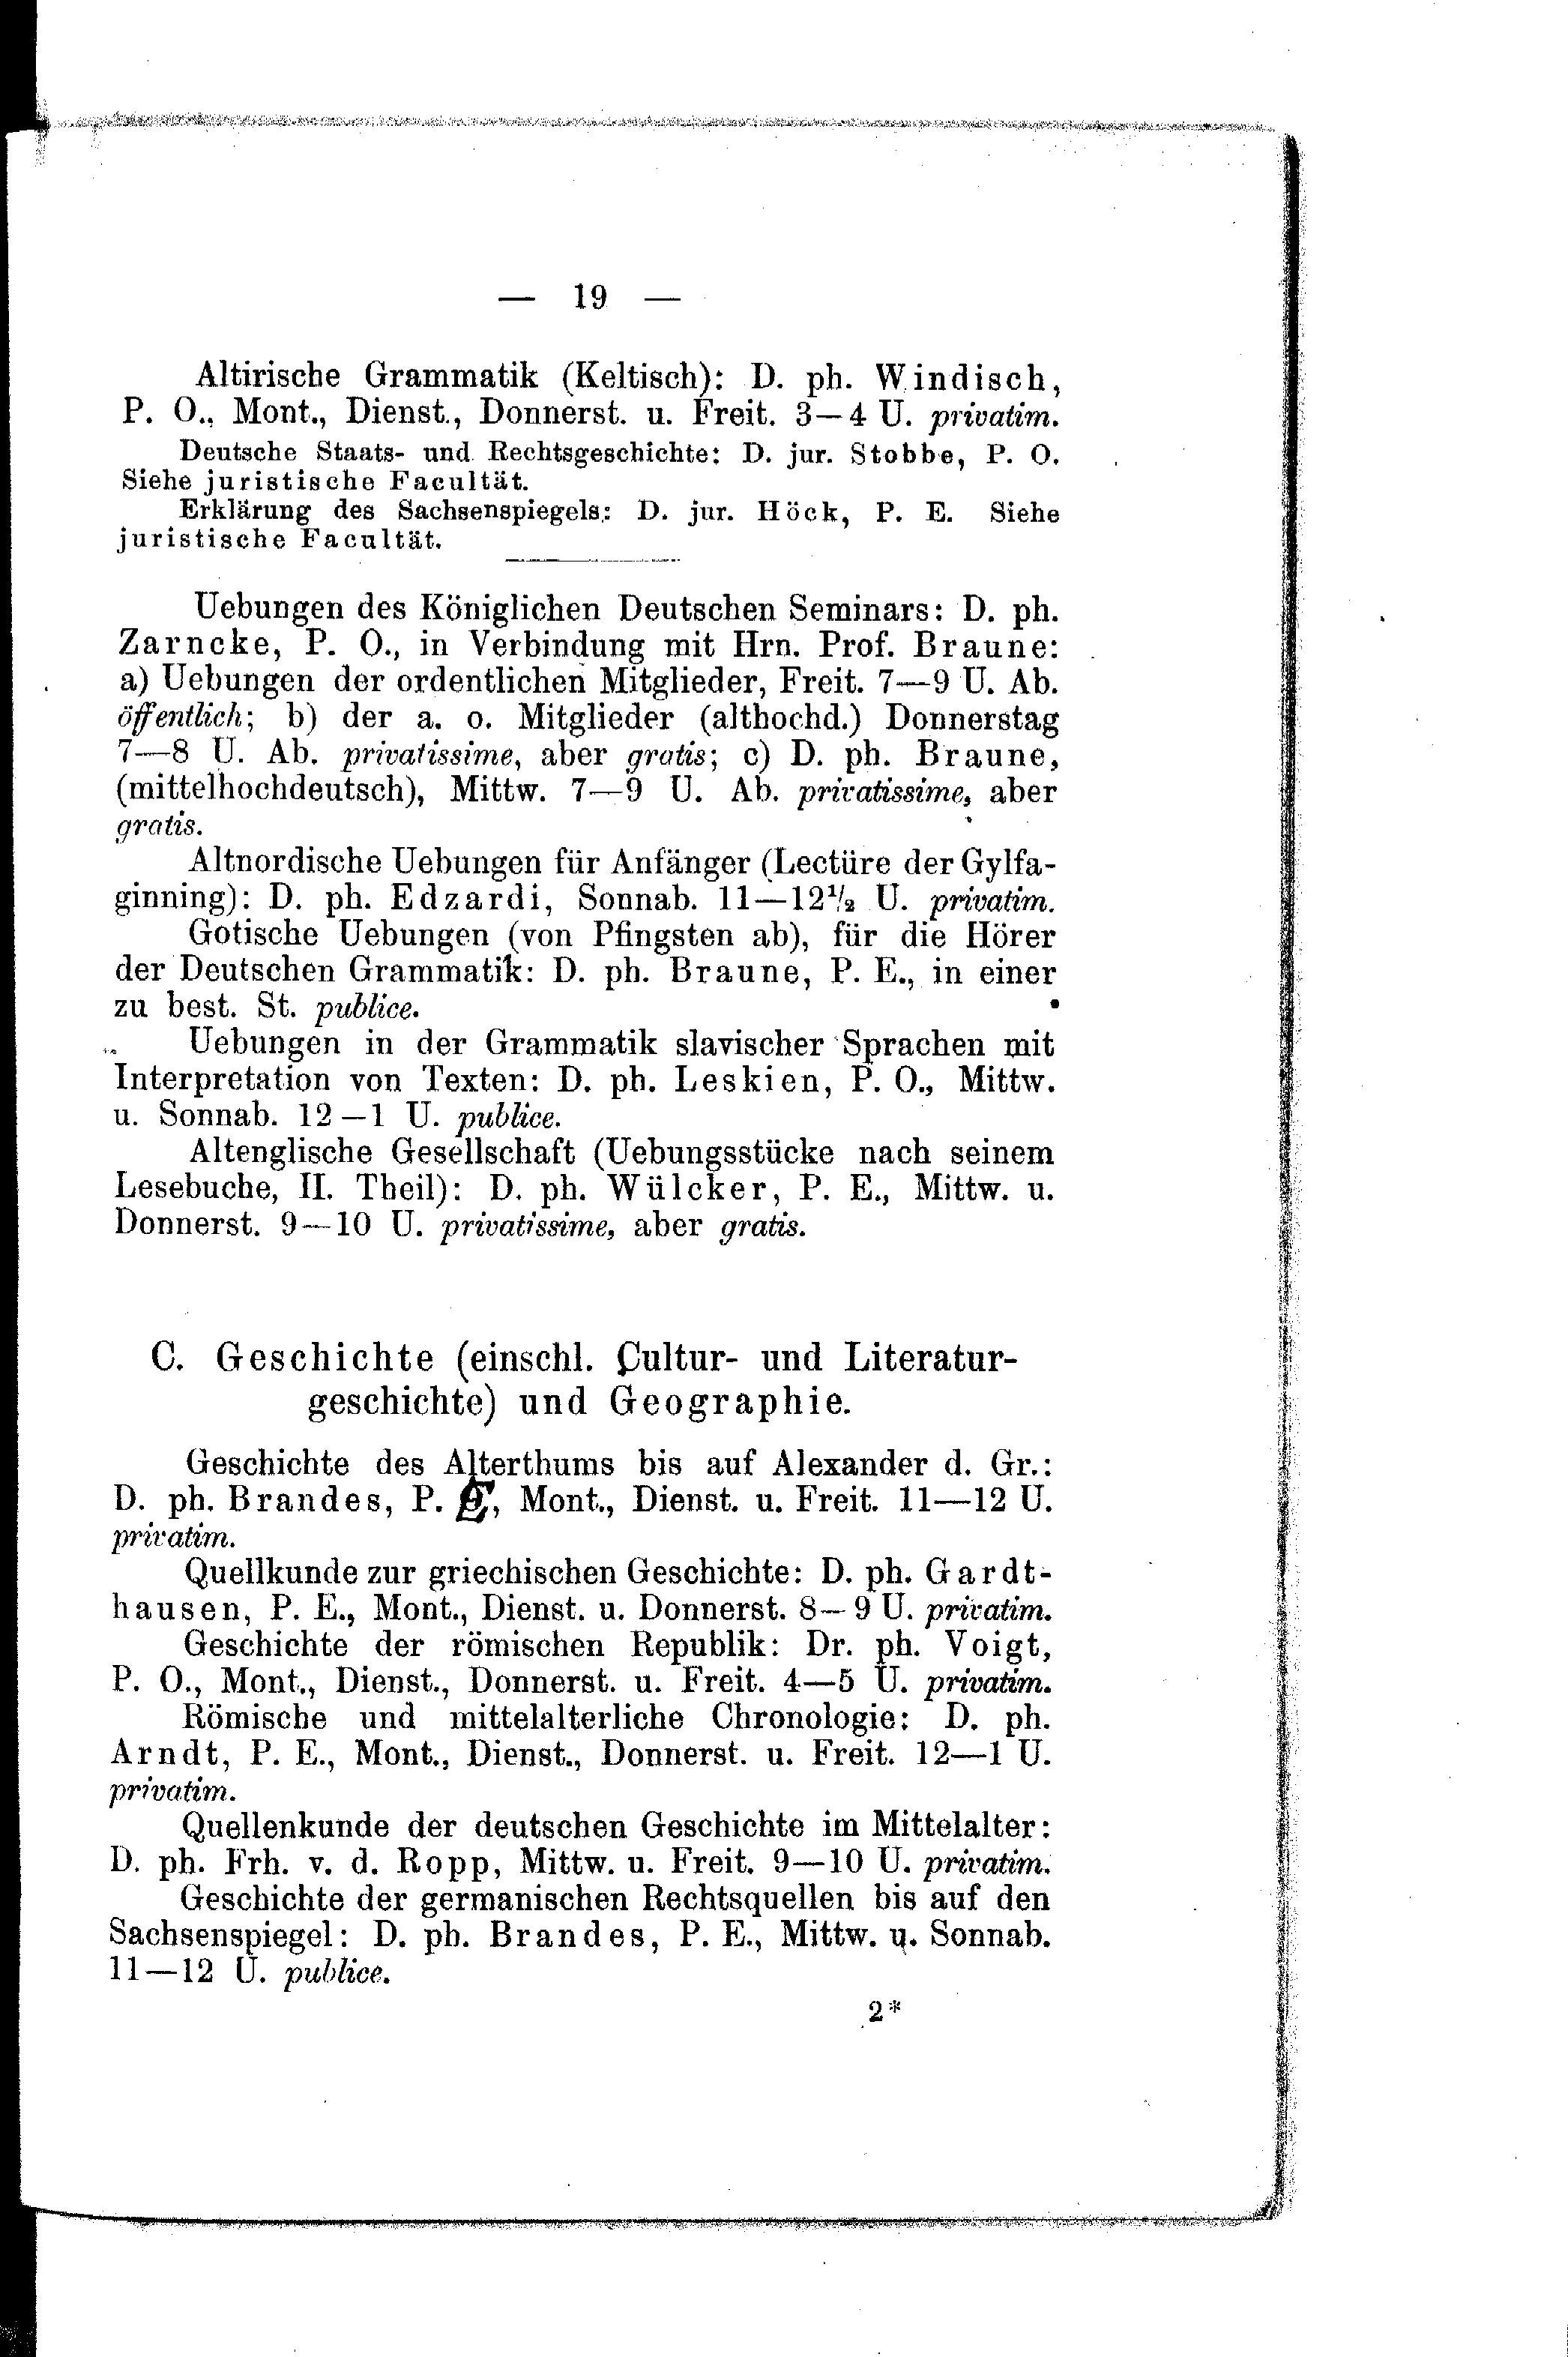 — 19 —
Altirische Grammatik (Keltisch): D. ph. Windisch,
P. O., Mont., Dienst., Donnerst. u. Freit. 3—4 U. privatim.
Deutsche Staats- und Rechtsgeschichte: D. jur. Stobbe, P. O.
Siehe juristische Facultät.
Erklärung des Sachsenspiegels: D. jur. Höck, P. E. Siehe
juristische Facultät.
Uebungen des Königlichen Deutschen Seminars: D. ph.
Zarncke, P. O., in Verbindung mit Hrn. Prof. Braune:
a) Uebungen der ordentlichen Mitglieder, Freit. 7—9 U. Ab.
öffentlich; b) der a. o. Mitglieder (althochd.) Donnerstag
7—8 U. Ab. privatissime, aber gratis; c) D. ph. Braune,
(mittelhochdeutsch), Mittw. 7—9 U. Ab. privatissime, aber
gratis.
Altnordische Uebungen für Anfänger (Lectüre der Gylfa-
ginning): D. ph. Edzardi, Sonnab. 11—12½ U. privatim.
Gotische Uebungen (von Pfingsten ab), für die Hörer
der Deutschen Grammatik: D. ph. Braune, P. E., in einer
zu best. St. publice.
Uebungen in der Grammatik slavischer Sprachen mit
Interpretation von Texten: D. ph. Leskien, P. O., Mittw.
u. Sonnab. 12—1 U. publice.
Altenglische Gesellschaft (Uebungsstücke nach seinem
Lesebuche, II. Theil): D. ph. Wülcker, P. E., Mittw. u.
Donnerst. 9—10 U. privatissime, aber gratis.
C. Geschichte (einschl. Cultur- und Literatur-
geschichte) und Geographie.
Geschichte des Alterthums bis auf Alexander d. Gr.:
D. ph. Brandes, P. E., Mont., Dienst. u. Freit. 11—12 U.
privatim.
Quellkunde zur griechischen Geschichte: D. ph. Gardt-
hausen, P. E., Mont., Dienst. u. Donnerst. 8—9 U. privatim.
Geschichte der römischen Republik: Dr. ph. Voigt,
P. O., Mont., Dienst., Donnerst. u. Freit. 4—5 U. privatim.
Römische und mittelalterliche Chronologie: D. ph.
Arndt, P. E., Mont., Dienst., Donnerst. u. Freit. 12—1 U.
privatim.
Quellenkunde der deutschen Geschichte im Mittelalter:
D. ph. Frh. v. d. Ropp, Mittw. u. Freit. 9—10 U. privatim.
Geschichte der germanischen Rechtsquellen bis auf den
Sachsenspiegel: D. ph. Brandes, P. E., Mittw. u. Sonnab.
11—12 U. publice.
2*